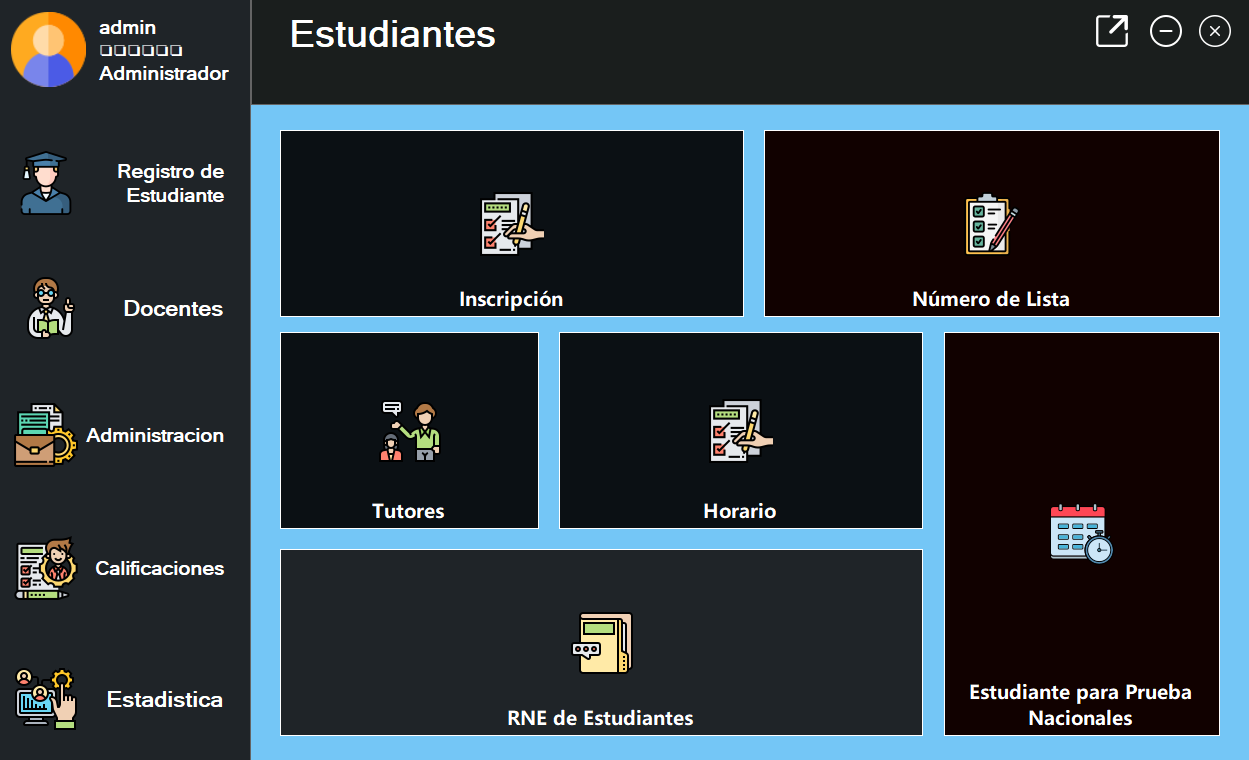 admin
Administrador
Estudiantes
Registro de
Estudiante
Docentes
Administracion
Calificaciones
Estadistica
Inscripción
Número de Lista
Tutores
Horario
RNE de Estudiantes
Estudiante para Prueba
Nacionales